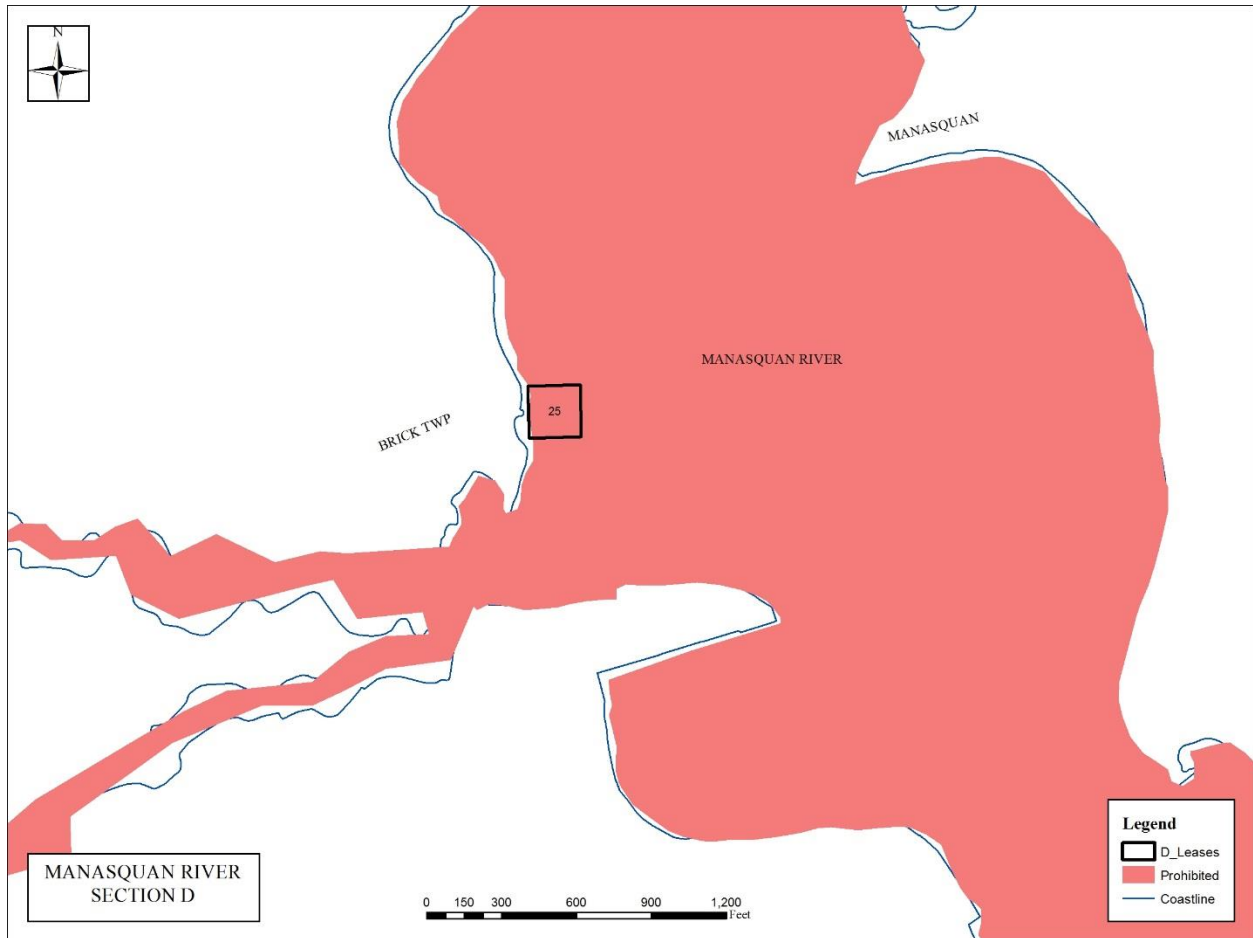 N
MANASQUAN
MANASQUAN RIVER
25
BRICK TWP
Legend
D_Leases
Prohibited
Coastline
MANASQUAN RIVER
SECTION D
0 150 300 600 900 1,200
Feet